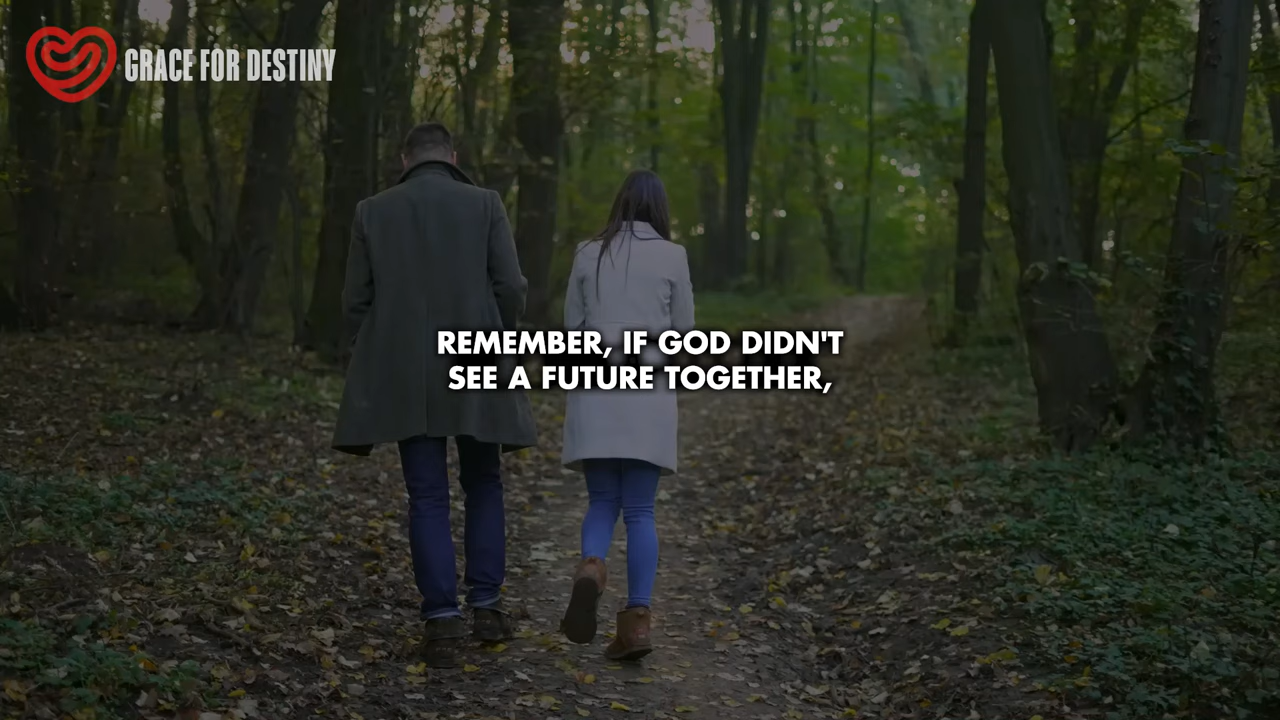 GRACE FOR DESTINY
REMEMBER, IF GOD DIDN'T
SEE A FUTURE TOGETHER,